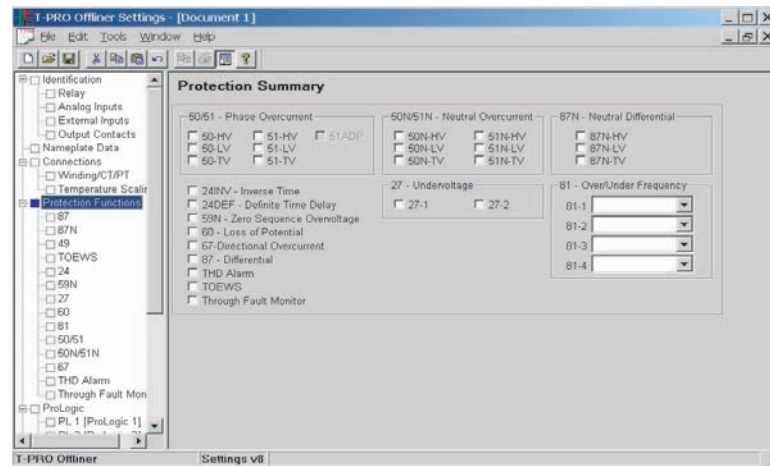 T-PRO Offliner Settings - [Document 1]
File Edit Tools Window Help
Identification
Relay
Analog Inputs
External Inputs
Output Contacts
Nameplate Data
Connections
Winding/CT/PT
Temperature Scalin
Protection Functions
87
87N
49
TOEWS
24
59N
27
60
81
50/51
50N/51N
67
THD Alarm
Through Fault Mon
ProLogic
PL 1 [ProLogic 1]
Protection Summary
50/51 - Phase Overcurrent
50-HV 51-HV 51ADP
50-LV 51-LV
50-TV 51-TV
50N/51N - Neutral Overcurrent
50N-HV 51N-HV
50N-LV 51N-LV
50N-TV 51N-TV
87N - Neutral Differential
87N-HV
87N-LV
87N-TV
24INV - Inverse Time
24DEF - Definite Time Delay
59N - Zero Sequence Overvoltage
60 - Loss of Potential
67-Directional Overcurrent
87 - Differential
THD Alarm
TOEWS
Through Fault Monitor
27 - Undervoltage
27-1 27-2
81 - Over/Under Frequency
81-1
81-2
81-3
81-4
T-PRO Offliner Settings v8